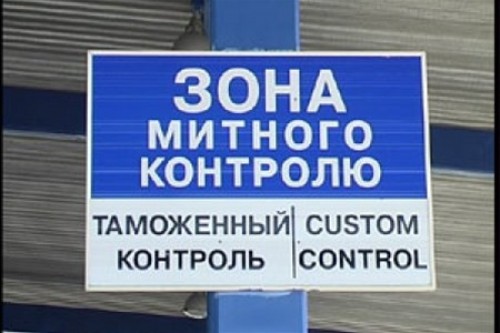 ЗОНА
МИТНОГО
КОНТРОЛЮ
ТАМОЖЕННЫЙ
КОНТРОЛЬ
CUSTOM
CONTROL